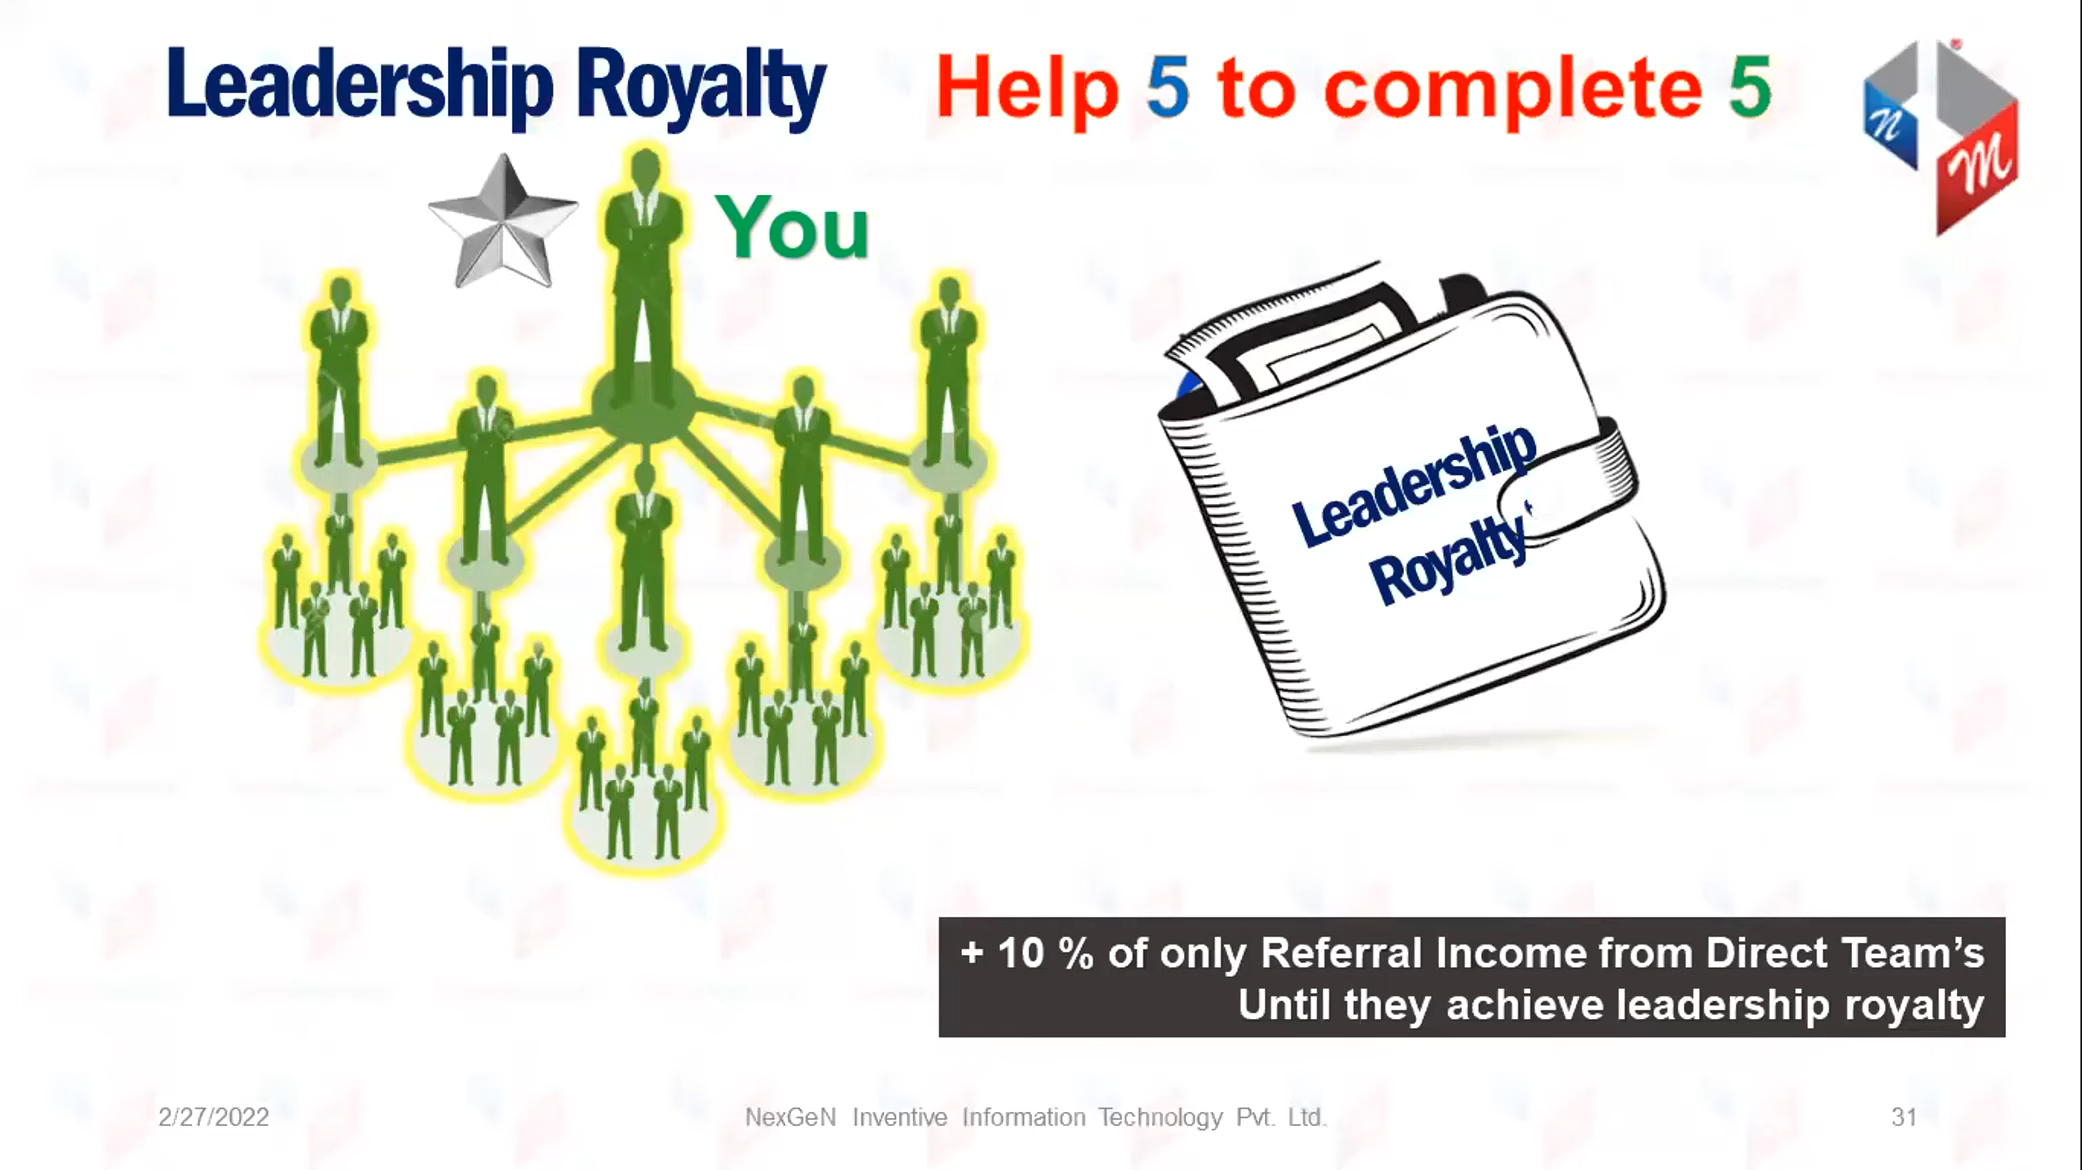 Leadership Royalty
Help 5 to complete 5
n
M
You
Leadership
Royalty
+ 10 % of only Referral Income from Direct Team’s
Until they achieve leadership royalty
2/27/2022
NexGeN Inventive Information Technology Pvt. Ltd.
31